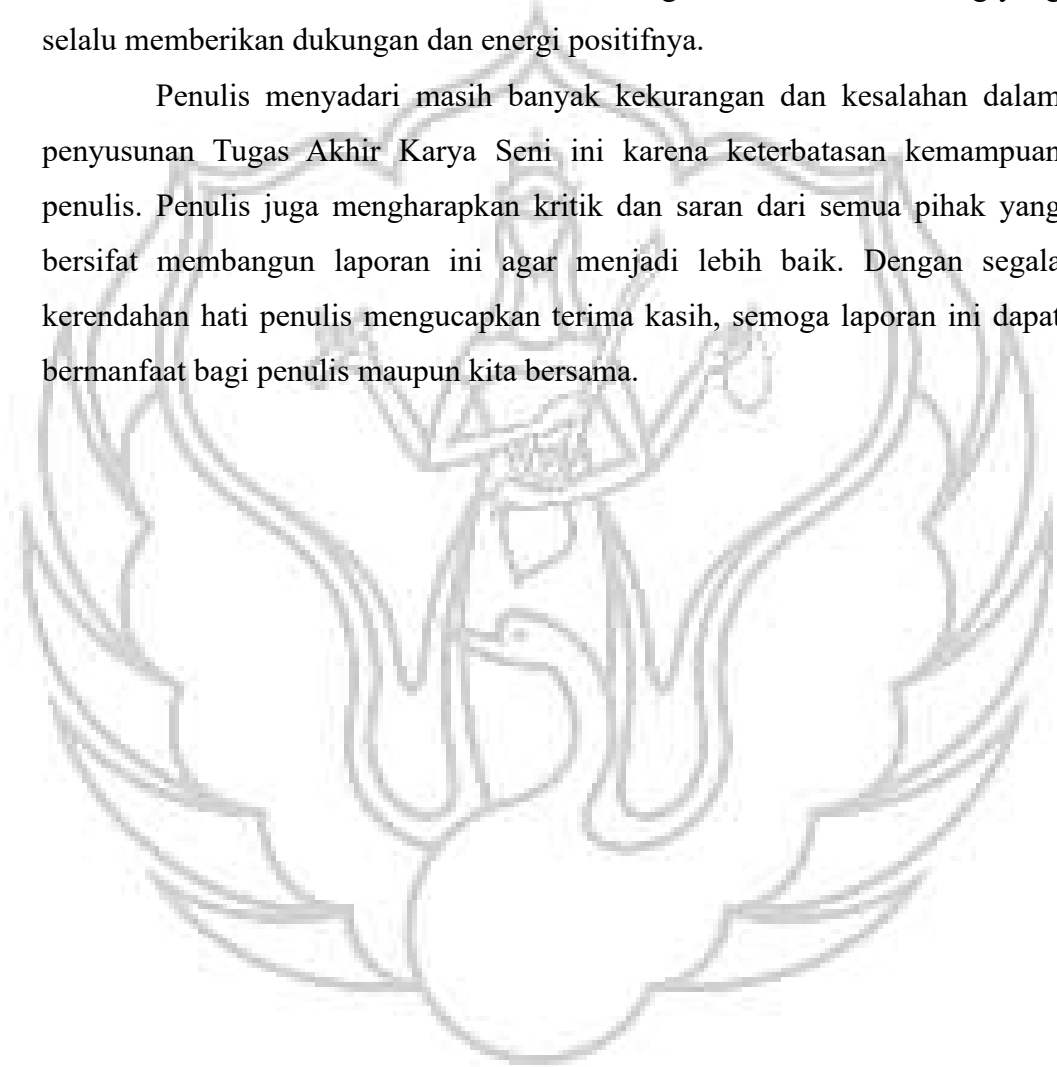 selalu memberikan dukungan dan energi positifnya.
Penulis menyadari masih banyak kekurangan dan kesalahan dalam
penyusunan Tugas Akhir Karya Seni ini karena keterbatasan kemampuan
penulis. Penulis juga mengharapkan kritik dan saran dari semua pihak yang
bersifat membangun laporan ini agar menjadi lebih baik. Dengan segala
kerendahan hati penulis mengucapkan terima kasih, semoga laporan ini dapat
bermanfaat bagi penulis maupun kita bersama.